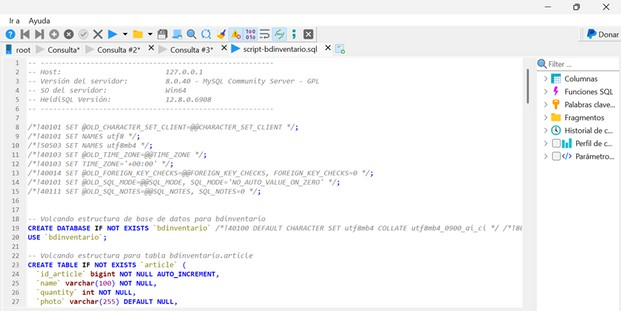 Ir a Ayuda
Donar
root Consulta* Consulta #2* Consulta #3* script-bdinventario.sql
Filter ...
1 -- --------------------------------------------------------
2 -- Host: 127.0.0.1
3 -- Versión del servidor: 8.0.40 - MySQL Community Server - GPL
4 -- SO del servidor: Win64
5 -- HeidiSQL Versión: 12.8.0.6908
6 -- --------------------------------------------------------
7
8 /*!40101 SET @OLD_CHARACTER_SET_CLIENT=@@CHARACTER_SET_CLIENT */;
9 /*!40101 SET NAMES utf8 */;
10 /*!50503 SET NAMES utf8mb4 */;
11 /*!40103 SET @OLD_TIME_ZONE=@@TIME_ZONE */;
12 /*!40103 SET TIME_ZONE='+00:00' */;
13 /*!40014 SET @OLD_FOREIGN_KEY_CHECKS=@@FOREIGN_KEY_CHECKS, FOREIGN_KEY_CHECKS=0 */;
14 /*!40101 SET @OLD_SQL_MODE=@@SQL_MODE, SQL_MODE='NO_AUTO_VALUE_ON_ZERO' */;
15 /*!40111 SET @OLD_SQL_NOTES=@@SQL_NOTES, SQL_NOTES=0 */;
16
17
18 -- Volcando estructura de base de datos para bdinventario
19 CREATE DATABASE IF NOT EXISTS `bdinventario` /*!40100 DEFAULT CHARACTER SET utf8mb4 COLLATE utf8mb4_0900_ai_ci */ /*!80
20 USE `bdinventario`;
21
22 -- Volcando estructura para tabla bdinventario.article
23 CREATE TABLE IF NOT EXISTS `article` (
24 `id_article` bigint NOT NULL AUTO_INCREMENT,
25 `name` varchar(100) NOT NULL,
26 `quantity` int NOT NULL,
27 `photo` varchar(255) DEFAULT NULL,
Columnas
Funciones SQL
Palabras clave...
Fragmentos
Historial de c...
Perfil de c...
Parámetro...